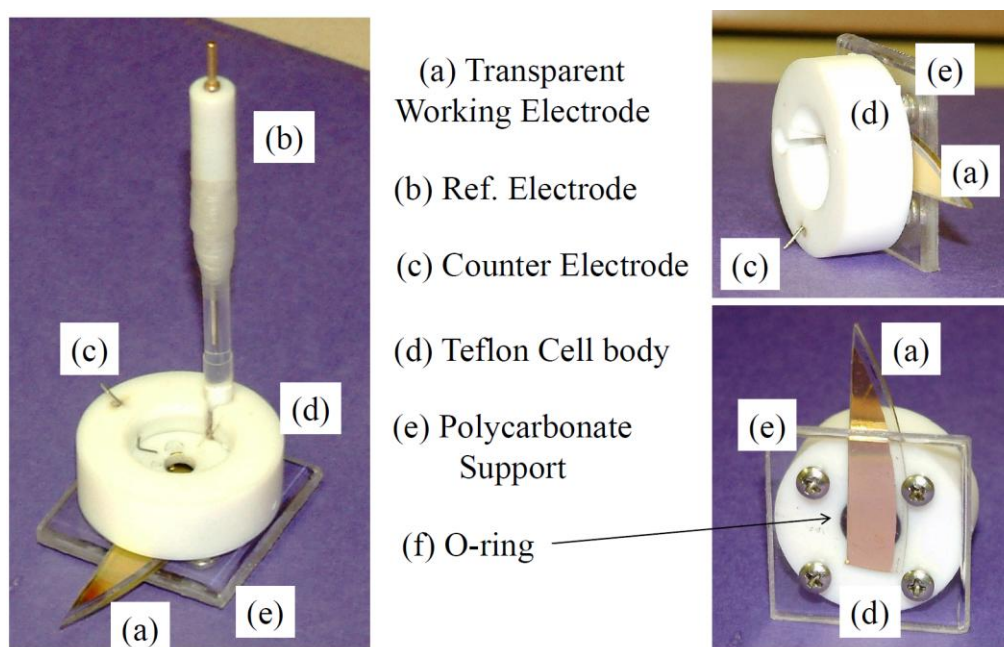 (a) Transparent
Working Electrode
(b) Ref. Electrode
(c) Counter Electrode
(d) Teflon Cell body
(e) Polycarbonate
Support
(f) O-ring
(b)
(c)
(d)
(a)
(e)
(e)
(d)
(a)
(c)
(a)
(e)
(d)